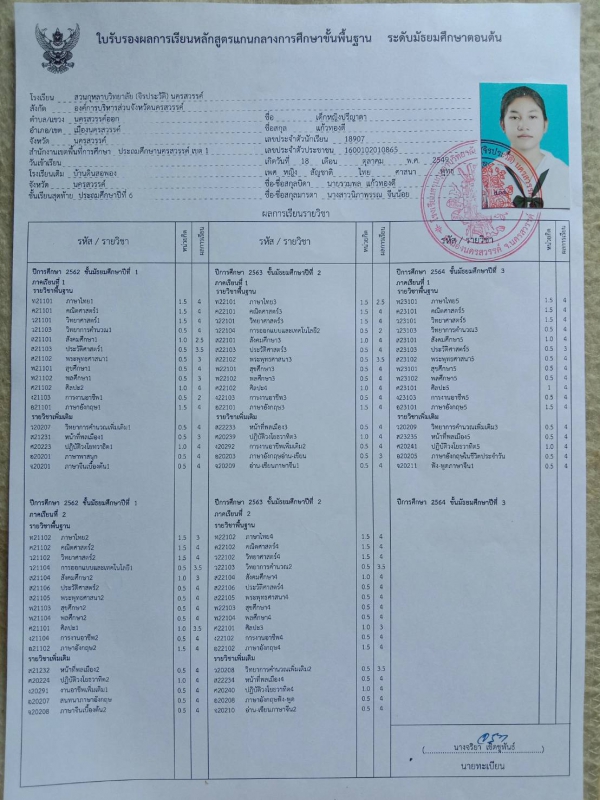 ใบรับรองผลการเรียนหลักสูตรแกนกลางการศึกษาขั้นพื้นฐาน ระดับมัธยมศึกษาตอนต้น
โรงเรียน สวนกุหลาบวิทยาลัย (จิรประวัติ) นครสวรรค์
สังกัด องค์การบริหารส่วนจังหวัดนครสวรรค์
ตำบล/แขวง นครสวรรค์ออก ชื่อ เด็กหญิงปริญาดา
อำเภอ/เขต เมืองนครสวรรค์ ชื่อสกุล แก้วทองดี
จังหวัด นครสวรรค์ เลขประจำตัวนักเรียน 18907
สำนักงานเขตพื้นที่การศึกษา ประถมศึกษานครสวรรค์ เขต 1 เลขประจำตัวประชาชน 1600102010865
วันเข้าเรียน เกิดวันที่ 18 เดือน ตุลาคม พ.ศ. 2549
โรงเรียนเดิม บ้านดินสอพอง เพศ หญิง สัญชาติ ไทย ศาสนา พุทธ
จังหวัด นครสวรรค์ ชื่อ-ชื่อสกุลบิดา นายรวมพล แก้วทองดี
ชั้นเรียนสุดท้าย ประถมศึกษาปีที่ 6 ชื่อ-ชื่อสกุลมารดา นางสาวนิภาพรรณ จีนน้อย
ผลการเรียนรายวิชา
รหัส / รายวิชา หน่วยกิต ผลการเรียน รหัส / รายวิชา หน่วยกิต ผลการเรียน รหัส / รายวิชา หน่วยกิต ผลการเรียน
ปีการศึกษา 2562 ชั้นมัธยมศึกษาปีที่ 1
ภาคเรียนที่ 1
รายวิชาพื้นฐาน
ท21101 ภาษาไทย1 1.5 4
ค21101 คณิตศาสตร์1 1.5 4
ว21101 วิทยาศาสตร์1 1.5 4
ว21103 วิทยาการคำนวณ1 0.5 4
ส21101 สังคมศึกษา1 1.0 2.5
ส21103 ประวัติศาสตร์1 0.5 3.5
ส21102 พระพุทธศาสนา1 0.5 3
พ21101 สุขศึกษา1 0.5 4
พ21102 พลศึกษา1 0.5 3
ศ21102 ศิลปะ2 1.0 4
ง21103 การงานอาชีพ1 0.5 2
อ21101 ภาษาอังกฤษ1 1.5 4
รายวิชาเพิ่มเติม
ว20207 วิทยาการคำนวณเพิ่มเติม1 0.5 4
ส21231 หน้าที่พลเมือง1 0.5 3
ศ20223 ปฏิบัติวงโยธวาทิต1 1.0 4
อ20201 ภาษาพาสนุก 0.5 4
จ20201 ภาษาจีนเบื้องต้น1 0.5 4
ปีการศึกษา 2563 ชั้นมัธยมศึกษาปีที่ 2
ภาคเรียนที่ 1
รายวิชาพื้นฐาน
ท22101 ภาษาไทย3 1.5 2.5
ค22101 คณิตศาสตร์3 1.5 4
ว22101 วิทยาศาสตร์3 1.5 4
ว22104 การออกแบบและเทคโนโลยี2 0.5 2
ส22101 สังคมศึกษา3 1.0 4
ส22103 ประวัติศาสตร์3 0.5 4
ส22102 พระพุทธศาสนา3 0.5 3.5
พ22101 สุขศึกษา3 0.5 4
พ22102 พลศึกษา3 0.5 4
ศ22102 ศิลปะ4 1.0 4
ง22103 การงานอาชีพ3 0.5 4
อ22101 ภาษาอังกฤษ3 1.5 4
รายวิชาเพิ่มเติม
ส22233 หน้าที่พลเมือง3 0.5 4
ศ20239 ปฏิบัติวงโยธวาทิต3 1.0 4
ง20292 การงานอาชีพเพิ่มเติม2 0.5 4
อ20203 ภาษาอังกฤษอ่าน-เขียน 0.5 3
จ20209 อ่าน-เขียนภาษาจีน1 0.5 4
ปีการศึกษา 2564 ชั้นมัธยมศึกษาปีที่ 3
ภาคเรียนที่ 1
รายวิชาพื้นฐาน
ท23101 ภาษาไทย5 1.5 4
ค23101 คณิตศาสตร์5 1.5 4
ว23101 วิทยาศาสตร์5 1.5 4
ว23103 วิทยาการคำนวณ3 0.5 4
ส23101 สังคมศึกษา5 1.0 4
ส23103 ประวัติศาสตร์5 0.5 3
ส23102 พระพุทธศาสนา5 0.5 4
พ23101 สุขศึกษา5 0.5 4
พ23102 พลศึกษา5 0.5 4
ศ23101 ศิลปะ5 1 4
ง23103 การงานอาชีพ5 0.5 4
อ23101 ภาษาอังกฤษ5 1.5 4
รายวิชาเพิ่มเติม
ว20209 วิทยาการคำนวณเพิ่มเติม3 0.5 4
ส23235 หน้าที่พลเมือง5 0.5 4
ศ20241 ปฏิบัติวงโยธวาทิต5 1.0 4
อ20205 ภาษาอังกฤษในชีวิตประจำวัน 0.5 4
จ20211 ฟัง-พูดภาษาจีน1 0.5 4
ปีการศึกษา 2562 ชั้นมัธยมศึกษาปีที่ 1
ภาคเรียนที่ 2
รายวิชาพื้นฐาน
ท21102 ภาษาไทย2 1.5 3
ค21102 คณิตศาสตร์2 1.5 4
ว21102 วิทยาศาสตร์2 1.5 4
ว21104 การออกแบบและเทคโนโลยี1 0.5 3.5
ส21104 สังคมศึกษา2 1.0 3
ส21106 ประวัติศาสตร์2 0.5 4
ส21105 พระพุทธศาสนา2 0.5 4
พ21103 สุขศึกษา2 0.5 4
พ21104 พลศึกษา2 0.5 4
ศ21101 ศิลปะ1 1.0 3.5
ง21104 การงานอาชีพ2 0.5 4
อ21102 ภาษาอังกฤษ2 1.5 4
รายวิชาเพิ่มเติม
ส21232 หน้าที่พลเมือง2 0.5 4
ศ20224 ปฏิบัติวงโยธวาทิต2 1.0 4
ง20291 งานอาชีพเพิ่มเติม1 0.5 4
อ20207 สนทนาภาษาอังกฤษ 0.5 4
จ20208 ภาษาจีนเบื้องต้น2 0.5 4
ปีการศึกษา 2563 ชั้นมัธยมศึกษาปีที่ 2
ภาคเรียนที่ 2
รายวิชาพื้นฐาน
ท22102 ภาษาไทย4 1.5 4
ค22102 คณิตศาสตร์4 1.5 4
ว22102 วิทยาศาสตร์4 1.5 4
ว22103 วิทยาการคำนวณ2 0.5 3.5
ส22104 สังคมศึกษา4 1.0 4
ส22106 ประวัติศาสตร์4 0.5 4
ส22105 พระพุทธศาสนา4 0.5 4
พ22103 สุขศึกษา4 0.5 4
พ22104 พลศึกษา4 0.5 4
ศ22101 ศิลปะ3 1.0 3
ง22102 การงานอาชีพ4 0.5 4
อ22102 ภาษาอังกฤษ4 1.5 4
รายวิชาเพิ่มเติม
ว20208 วิทยาการคำนวณเพิ่มเติม2 0.5 3.5
ส22234 หน้าที่พลเมือง4 0.5 4
ศ20240 ปฏิบัติวงโยธวาทิต4 1.0 4
อ20208 ภาษาอังกฤษฟัง-พูด 0.5 4
จ20210 อ่าน-เขียนภาษาจีน2 0.5 4
ปีการศึกษา 2564 ชั้นมัธยมศึกษาปีที่ 3
(นางจริยา เชิดชูพันธ์)
นายทะเบียน